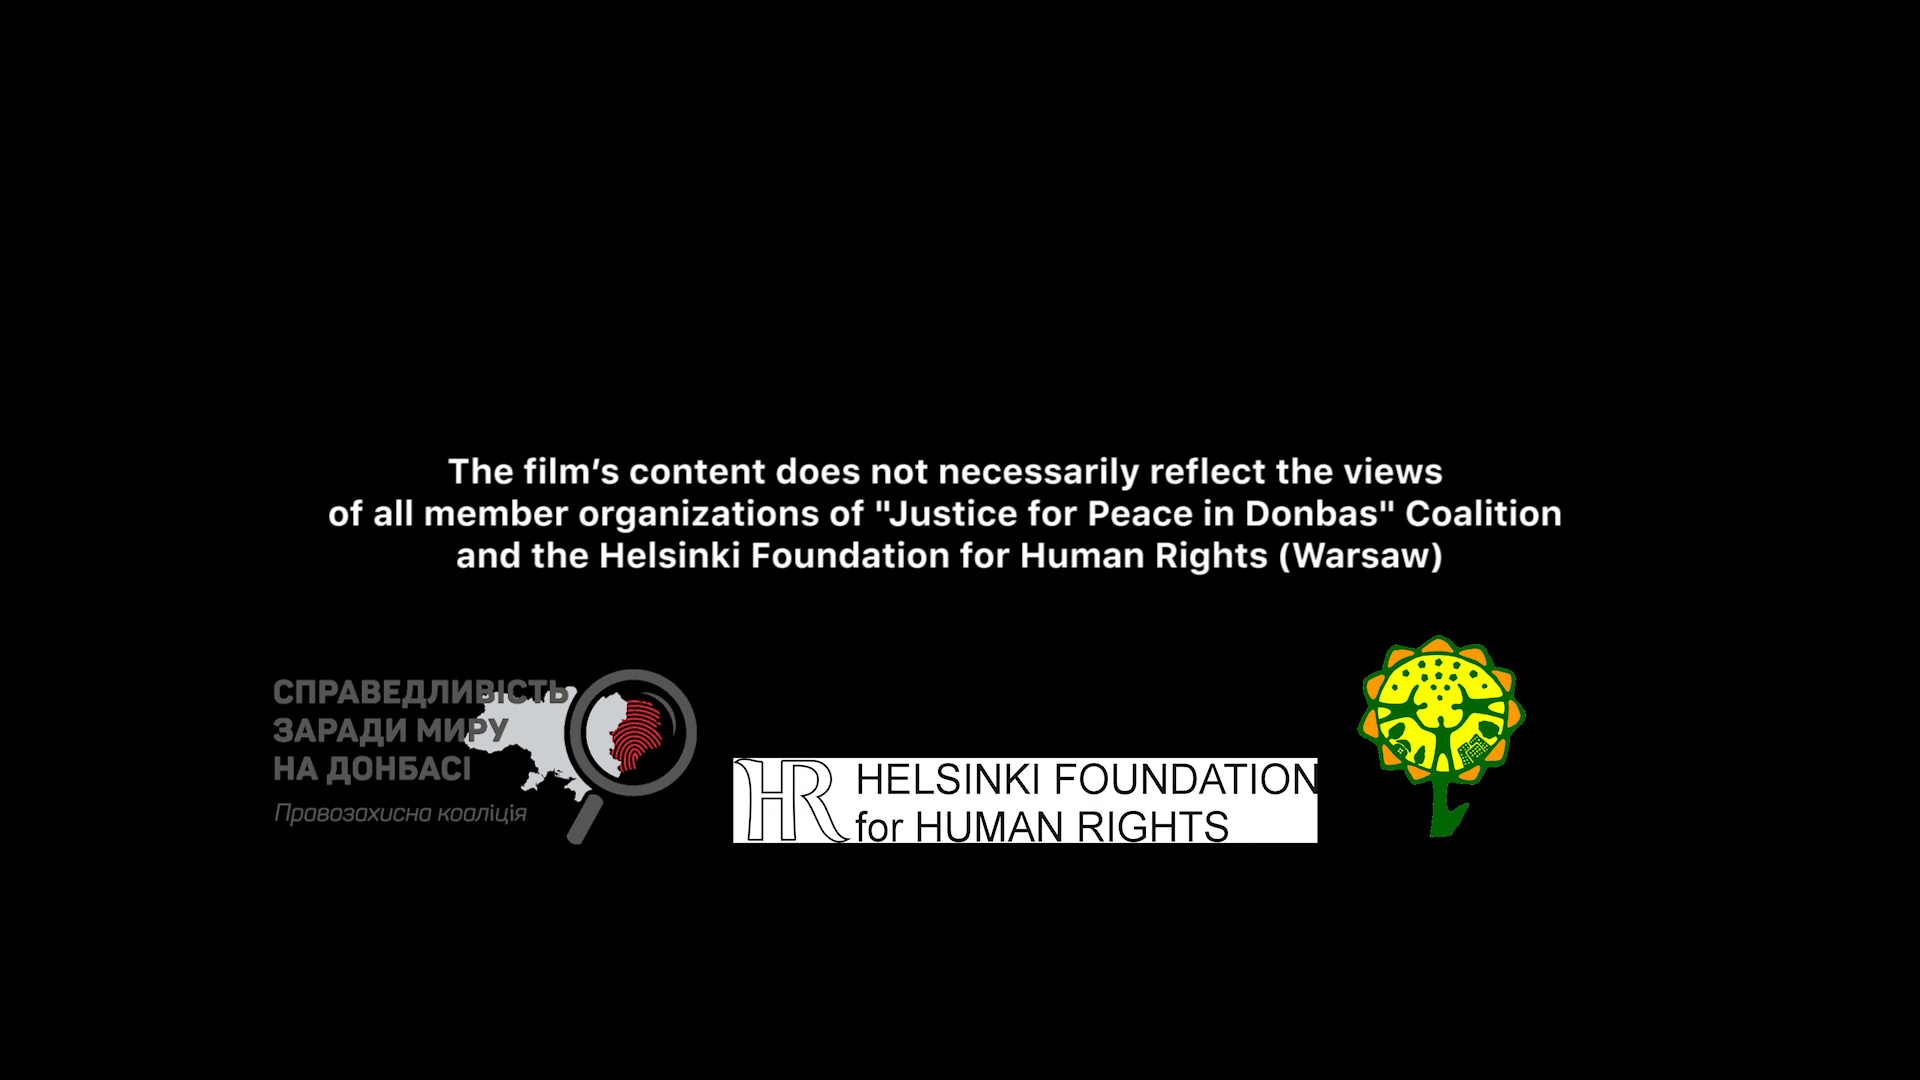 The film’s content does not necessarily reflect the views
of all member organizations of "Justice for Peace in Donbas" Coalition
and the Helsinki Foundation for Human Rights (Warsaw)
СПРАВЕДЛИВІСТЬ
ЗАРАДИ МИРУ
НА ДОНБАСІ
Правозахисна коаліція
HR
HELSINKI FOUNDATION
for HUMAN RIGHTS